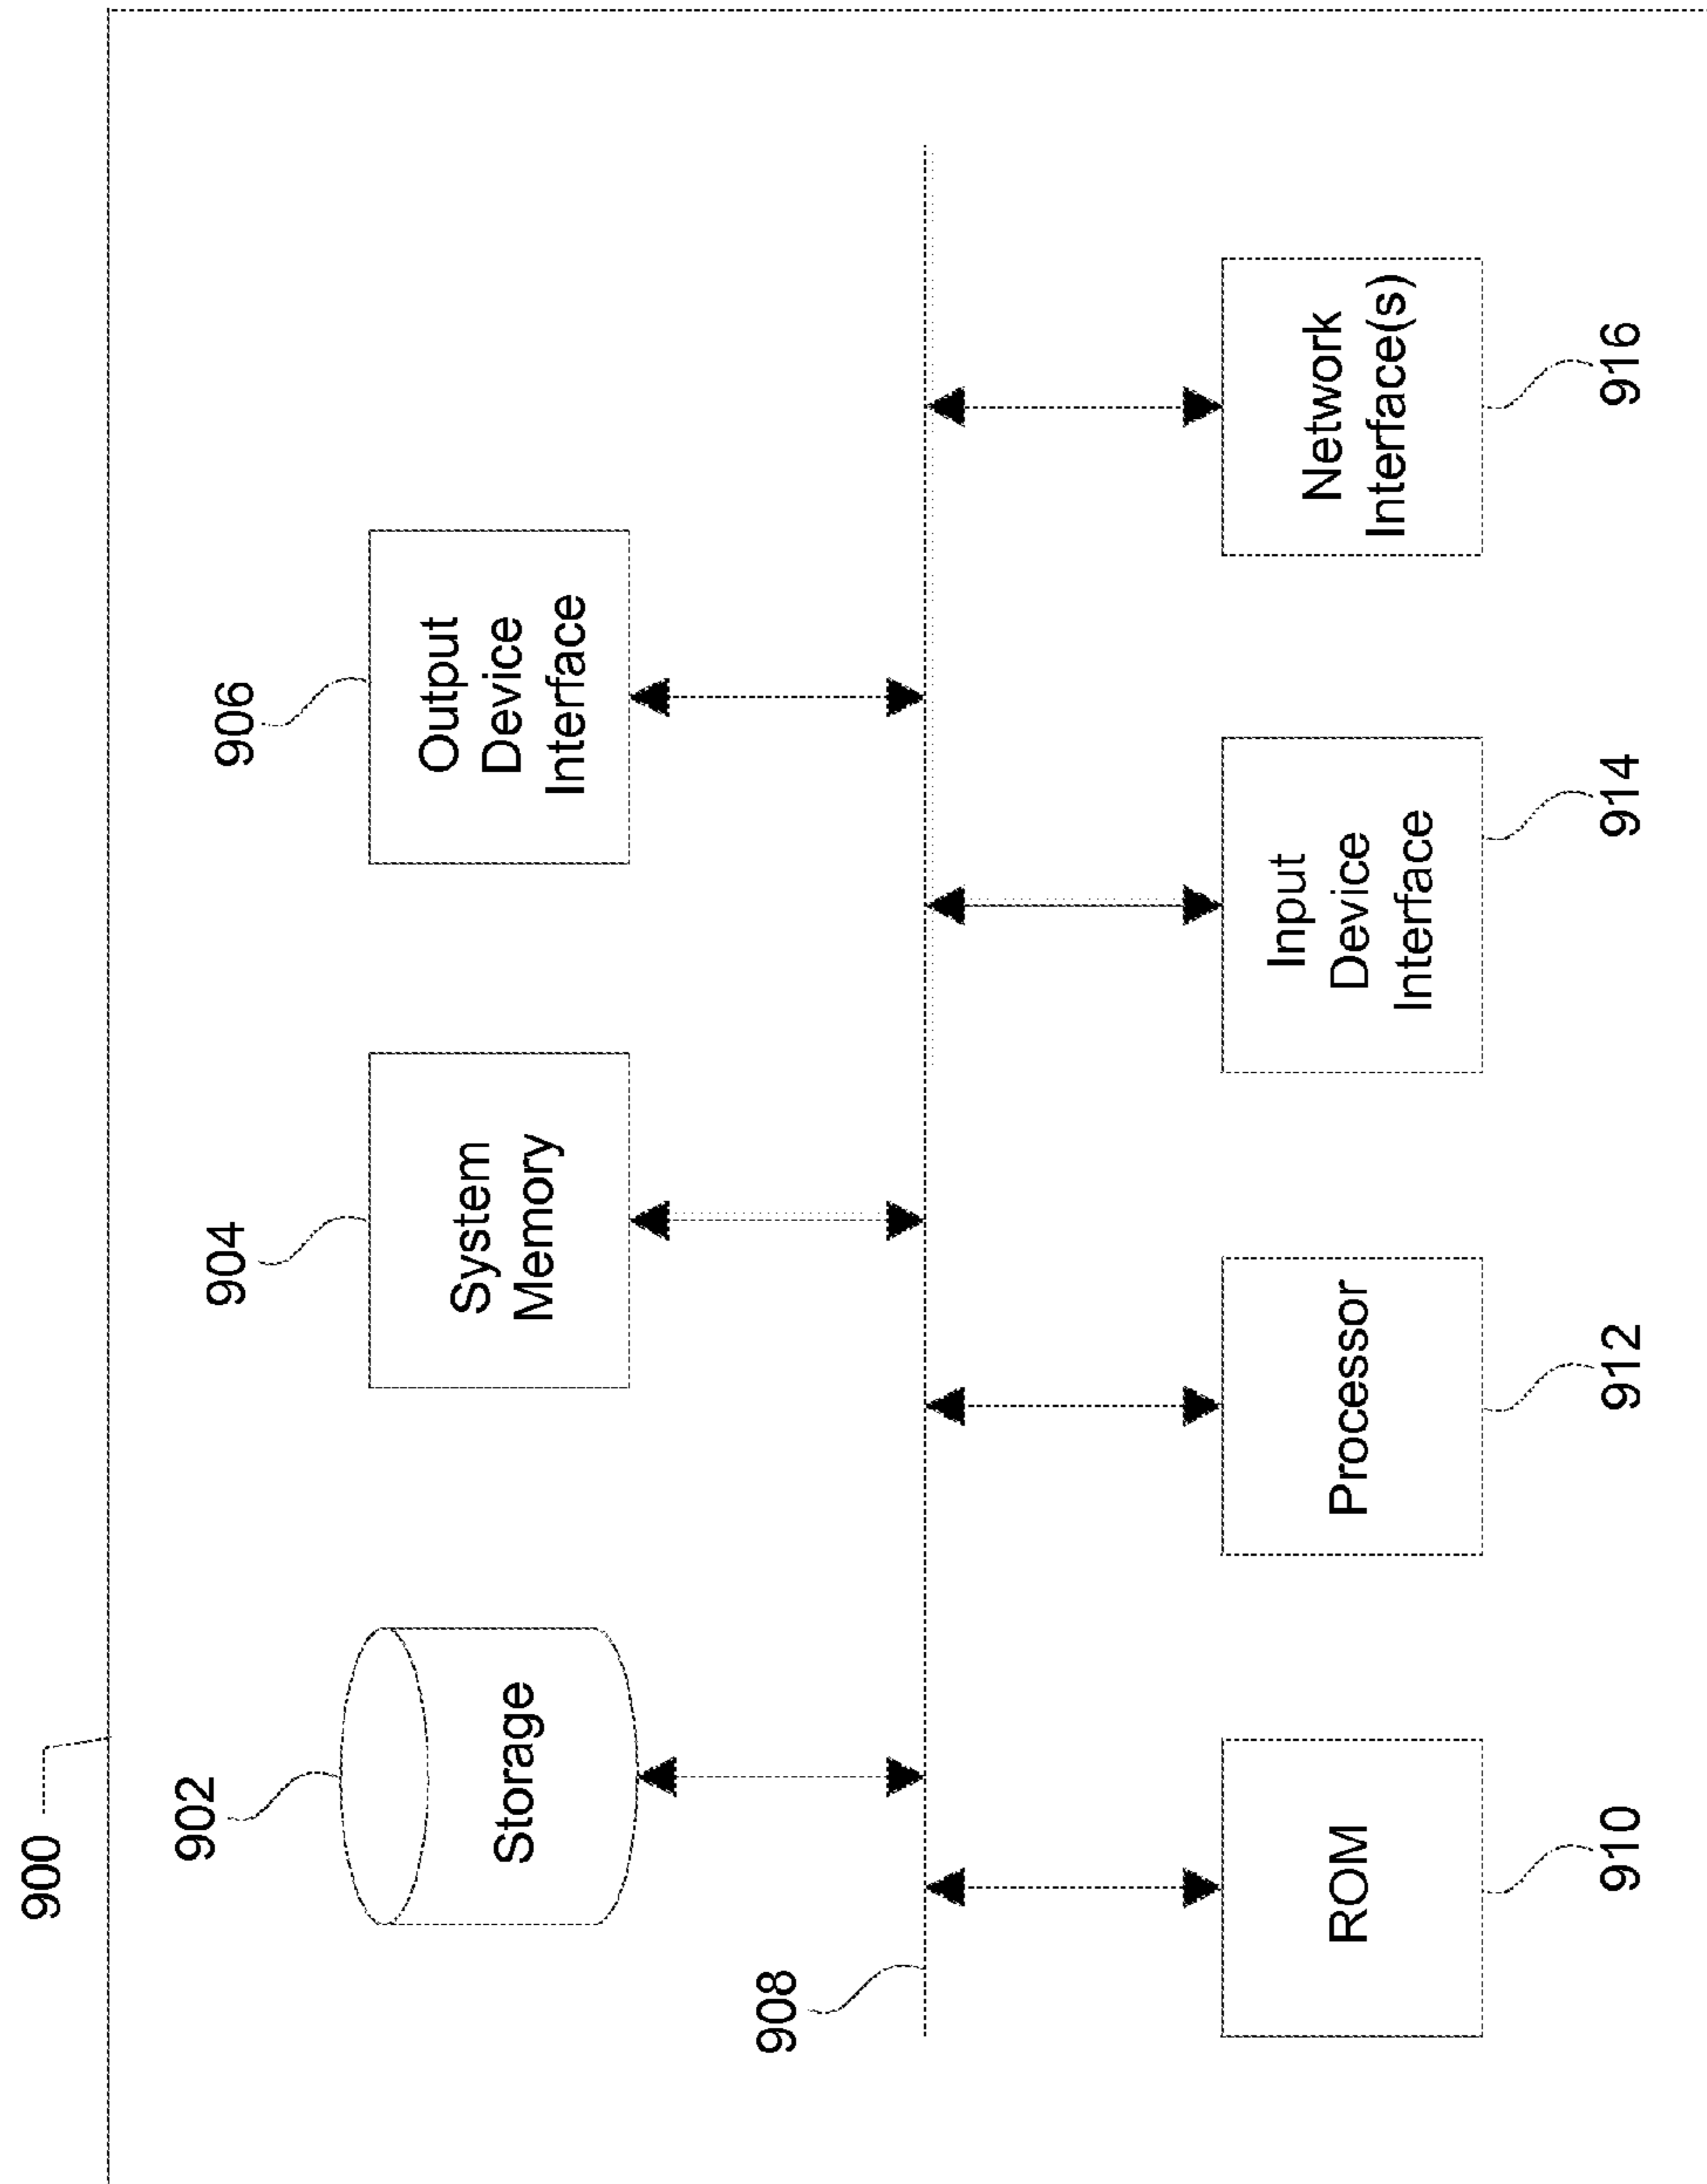 900
902
Storage
904
System
Memory
906
Output
Device
Interface
908
ROM
910
Processor
912
Input
Device
Interface
914
Network
Interface(s)
916